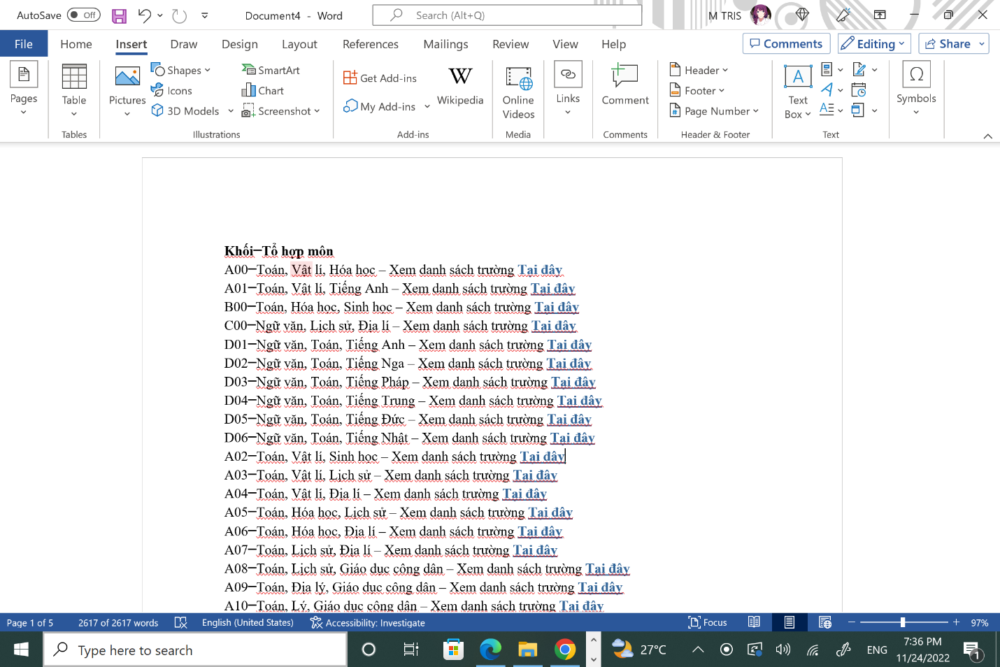 AutoSave Off Document4 - Word Search (Alt+Q) M TRIS
File Home Insert Draw Design Layout References Mailings Review View Help Comments Editing Share
Pages
Table
Tables
Pictures
Shapes
Icons
3D Models
SmartArt
Chart
Screenshot
Illustrations
Get Add-ins
My Add-ins
Wikipedia
Add-ins
Online
Videos
Media
Links
Comment
Comments
Header
Footer
Page Number
Header & Footer
Text
Box
Text
Symbols
Khối–Tổ hợp môn
A00–Toán, Vật lí, Hóa học – Xem danh sách trường Tại đây
A01–Toán, Vật lí, Tiếng Anh – Xem danh sách trường Tại đây
B00–Toán, Hóa học, Sinh học – Xem danh sách trường Tại đây
C00–Ngữ văn, Lịch sử, Địa lí – Xem danh sách trường Tại đây
D01–Ngữ văn, Toán, Tiếng Anh – Xem danh sách trường Tại đây
D02–Ngữ văn, Toán, Tiếng Nga – Xem danh sách trường Tại đây
D03–Ngữ văn, Toán, Tiếng Pháp – Xem danh sách trường Tại đây
D04–Ngữ văn, Toán, Tiếng Trung – Xem danh sách trường Tại đây
D05–Ngữ văn, Toán, Tiếng Đức – Xem danh sách trường Tại đây
D06–Ngữ văn, Toán, Tiếng Nhật – Xem danh sách trường Tại đây
A02–Toán, Vật lí, Sinh học – Xem danh sách trường Tại đây
A03–Toán, Vật lí, Lịch sử – Xem danh sách trường Tại đây
A04–Toán, Vật lí, Địa lí – Xem danh sách trường Tại đây
A05–Toán, Hóa học, Lịch sử – Xem danh sách trường Tại đây
A06–Toán, Hóa học, Địa lí – Xem danh sách trường Tại đây
A07–Toán, Lịch sử, Địa lí – Xem danh sách trường Tại đây
A08–Toán, Lịch sử, Giáo dục công dân – Xem danh sách trường Tại đây
A09–Toán, Địa lý, Giáo dục công dân – Xem danh sách trường Tại đây
A10–Toán, Lý, Giáo dục công dân – Xem danh sách trường Tại đây
Page 1 of 5 2617 of 2617 words English (United States) Accessibility: Investigate Focus 97%
Type here to search 27°C ENG 7:36 PM
11/24/2022 1